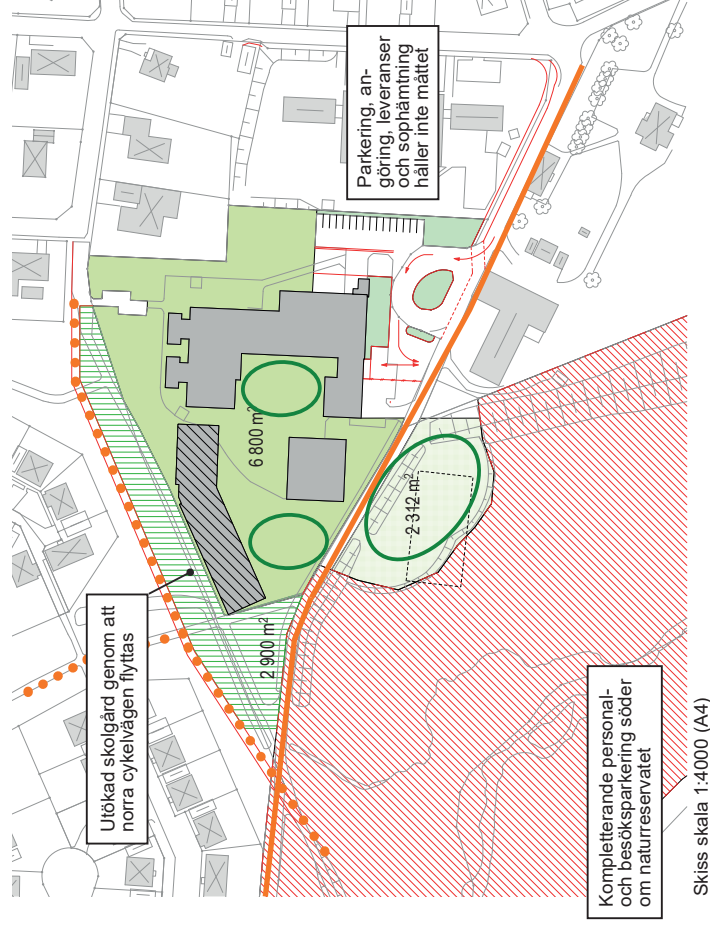 Parkering, an-
göring, leveranser
och sophämtning
håller inte måttet
6 800 m²
2 312 m²
2 900 m²
Utökad skolgård genom att
norra cykelvägen flyttas
Kompletterande personal-
och besöksparkering söder
om naturreservatet
Skiss skala 1:4000 (A4)